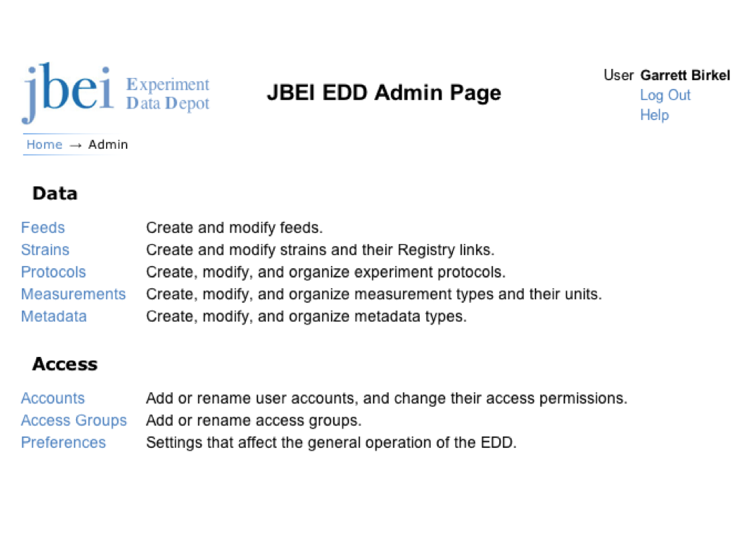 jbei Experiment Data Depot
JBEI EDD Admin Page
User Garrett Birkel
Log Out
Help
Home → Admin
Data
Feeds Create and modify feeds.
Strains Create and modify strains and their Registry links.
Protocols Create, modify, and organize experiment protocols.
Measurements Create, modify, and organize measurement types and their units.
Metadata Create, modify, and organize metadata types.
Access
Accounts Add or rename user accounts, and change their access permissions.
Access Groups Add or rename access groups.
Preferences Settings that affect the general operation of the EDD.